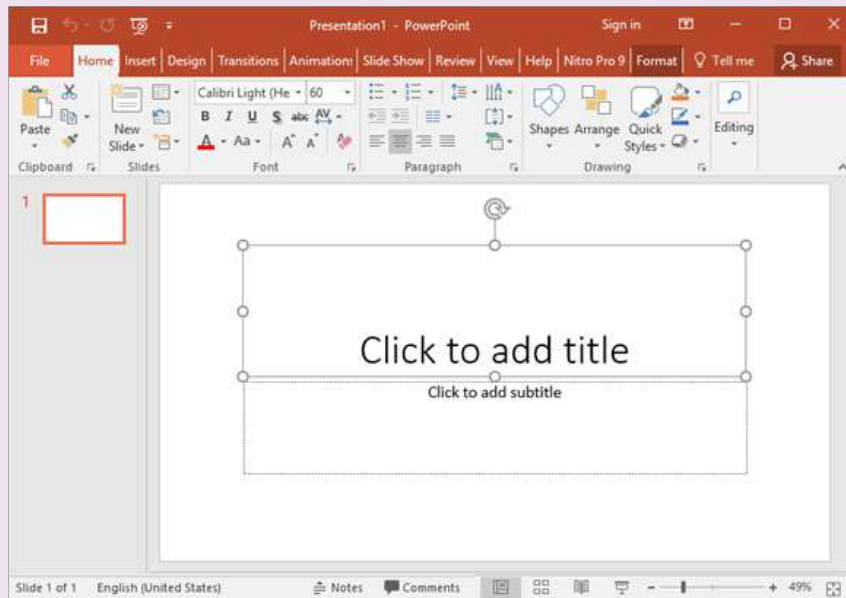 Presentation1 - PowerPoint Sign in
File Home Insert Design Transitions Animations Slide Show Review View Help Nitro Pro 9 Format Tell me Share
Calibri Light (He 60
B I U S abc AV
A Aa A A
Paste New Slide Shapes Arrange Quick Styles Editing
Clipboard Slides Font Paragraph Drawing
1
Click to add title
Click to add subtitle
Slide 1 of 1 English (United States) Notes Comments 49%